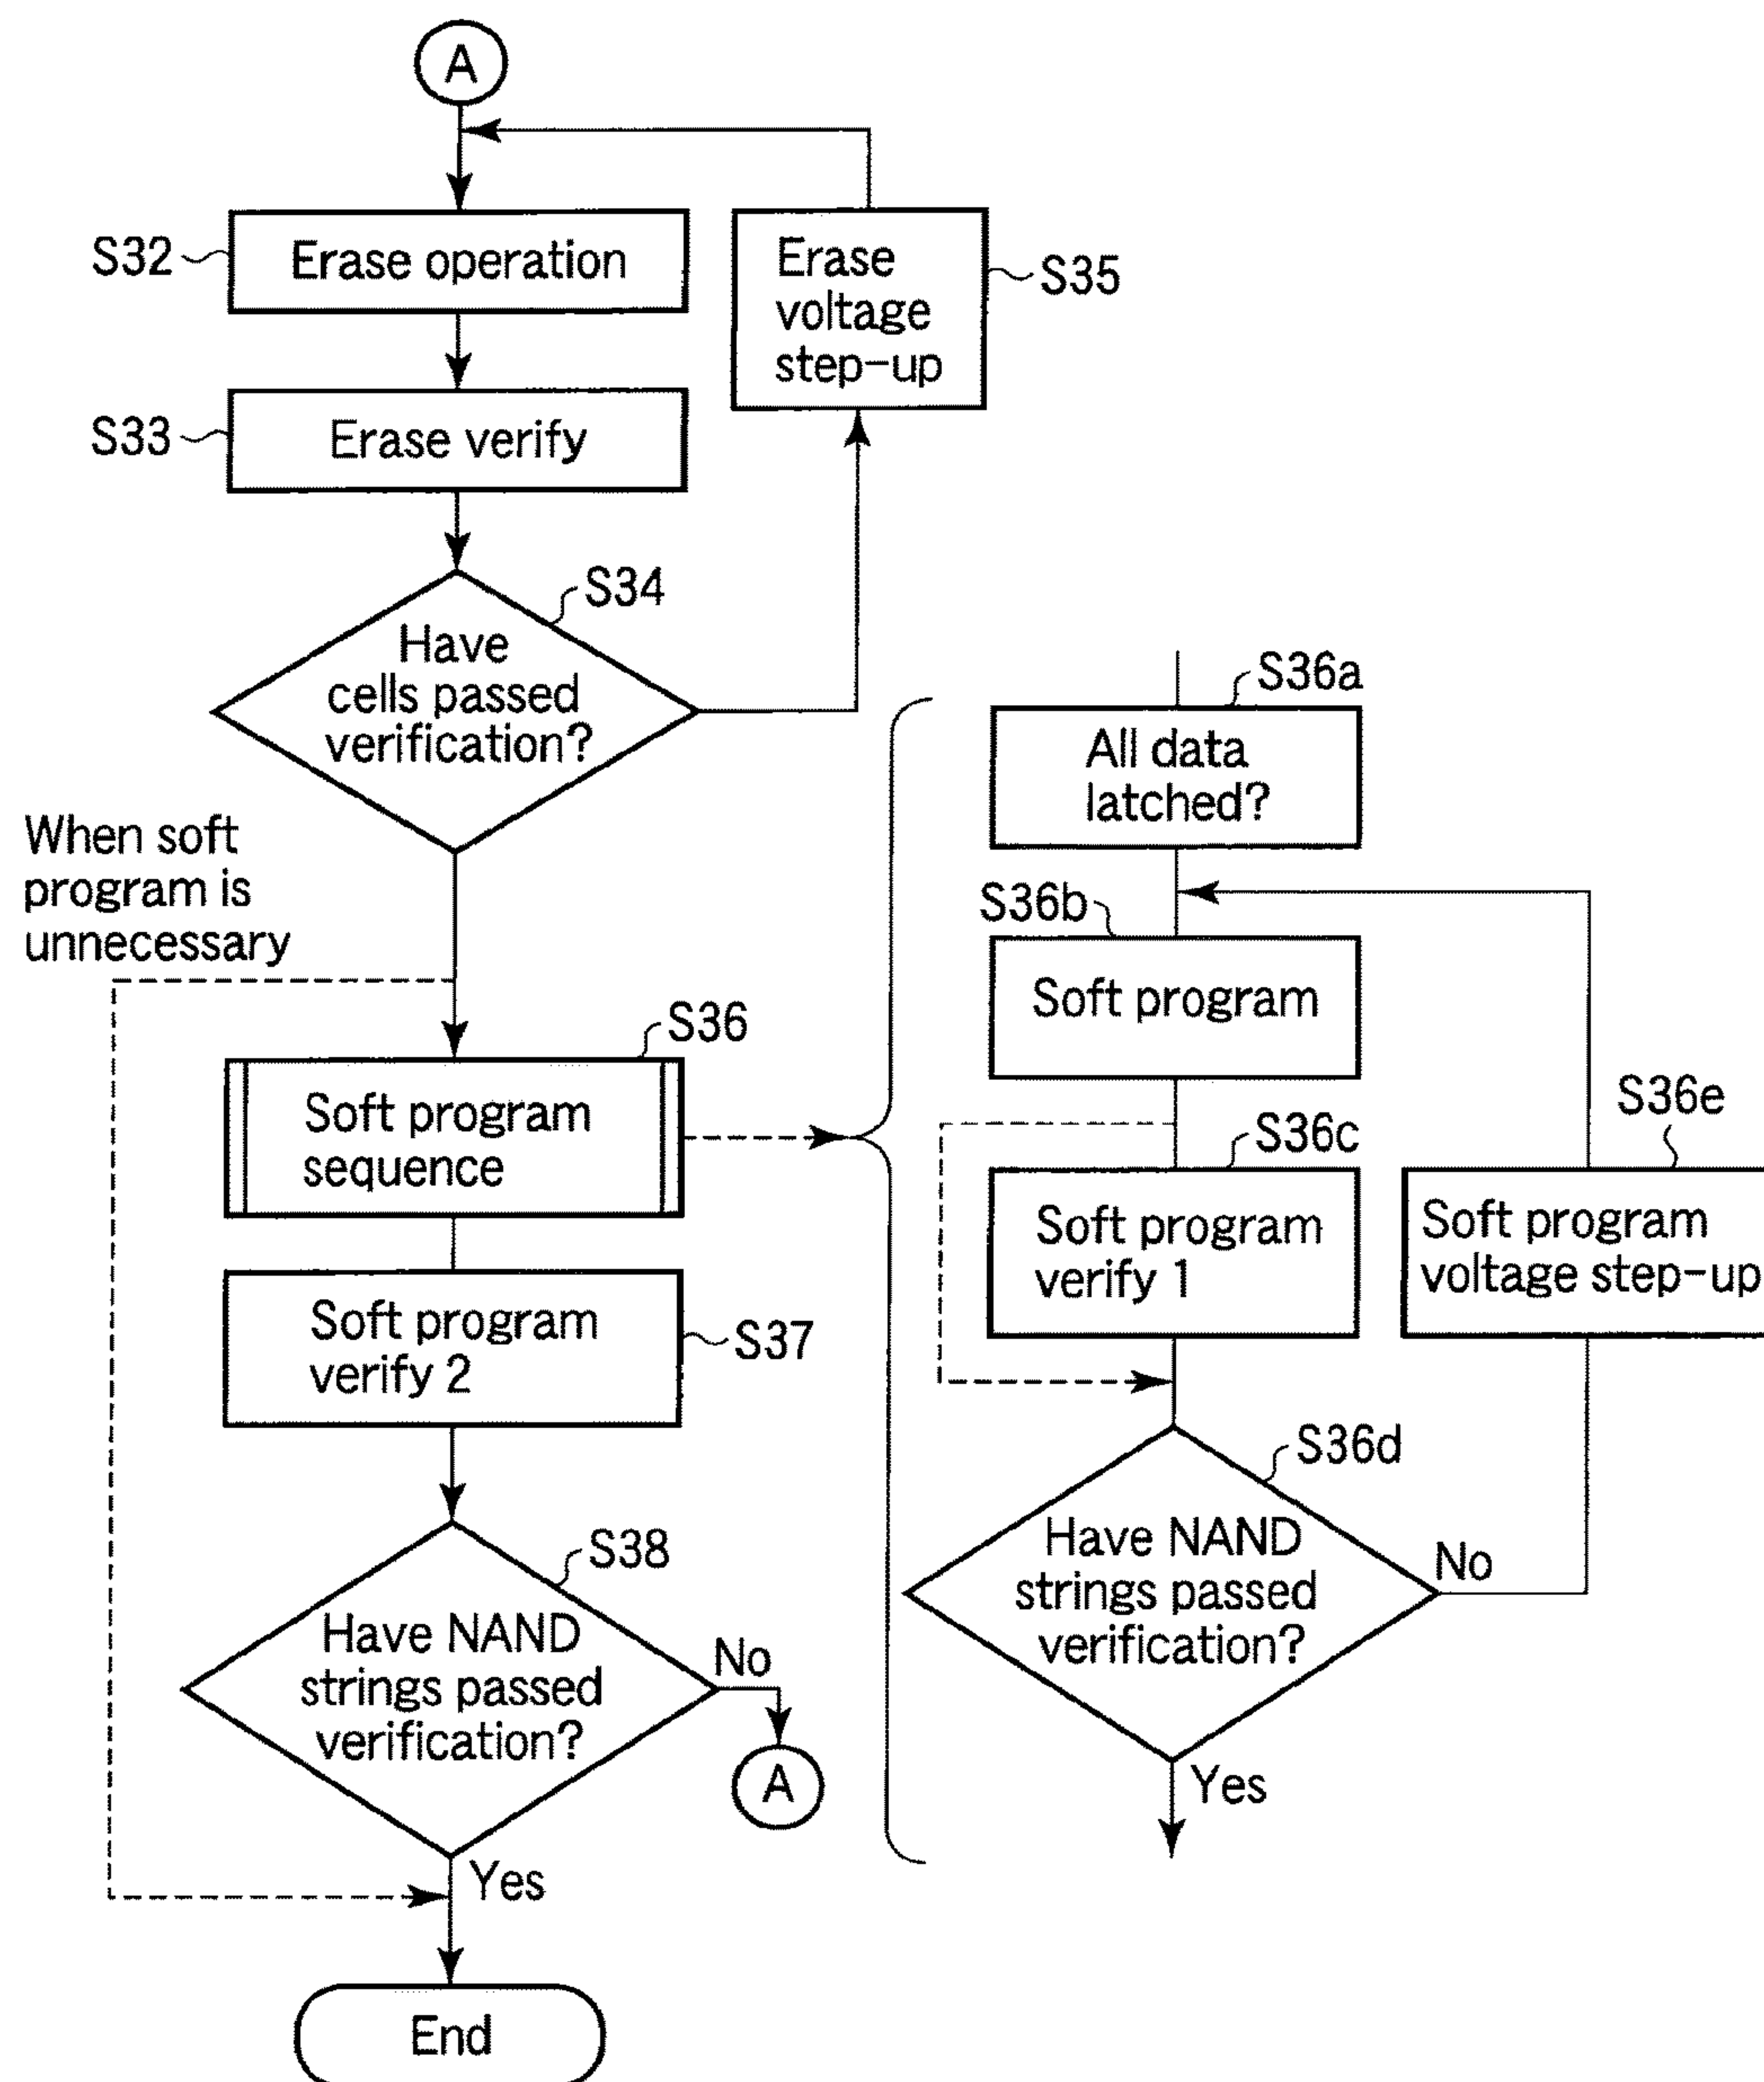 A
S32
Erase operation
Erase
voltage
step-up
S35
S33
Erase verify
S34
Have
cells passed
verification?
When soft
program is
unnecessary
S36
Soft program
sequence
Soft program
verify 2
S37
S38
Have NAND
strings passed
verification?
No
A
Yes
End
S36a
All data
latched?
S36b
Soft program
S36c
Soft program
verify 1
S36e
Soft program
voltage step-up
S36d
Have NAND
strings passed
verification?
No
Yes